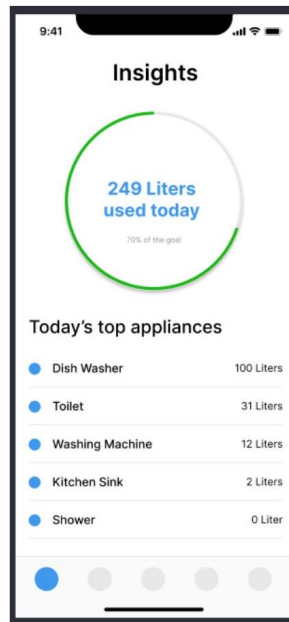 9:41
Insights
249 Liters
used today
70% of the goal
Today's top appliances
Dish Washer 100 Liters
Toilet 31 Liters
Washing Machine 12 Liters
Kitchen Sink 2 Liters
Shower 0 Liter